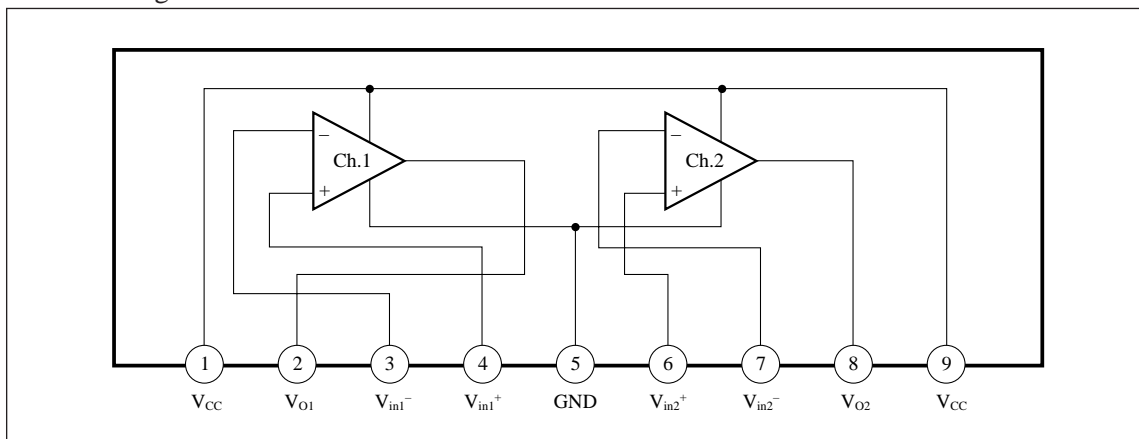 − −
Ch.1 Ch.2
+ +
1 2 3 4 5 6 7 8 9
VCC VO1 Vin1− Vin1+ GND Vin2+ Vin2− VO2 VCC